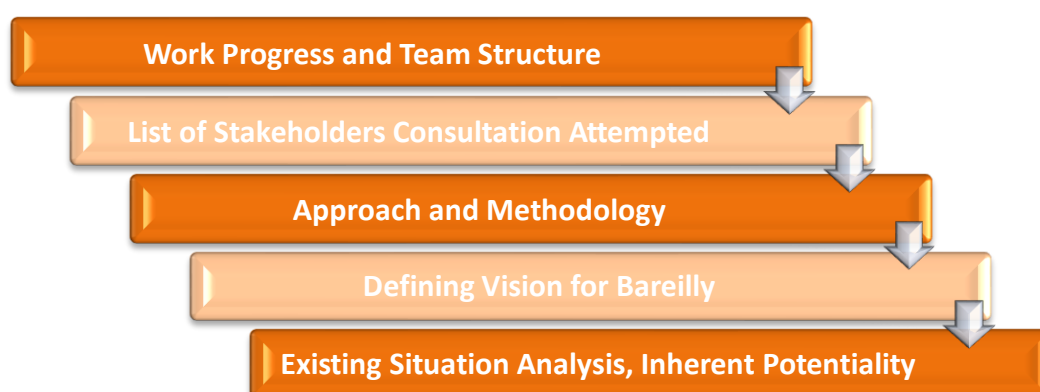 Work Progress and Team Structure
List of Stakeholders Consultation Attempted
Approach and Methodology
Defining Vision for Bareilly
Existing Situation Analysis, Inherent Potentiality